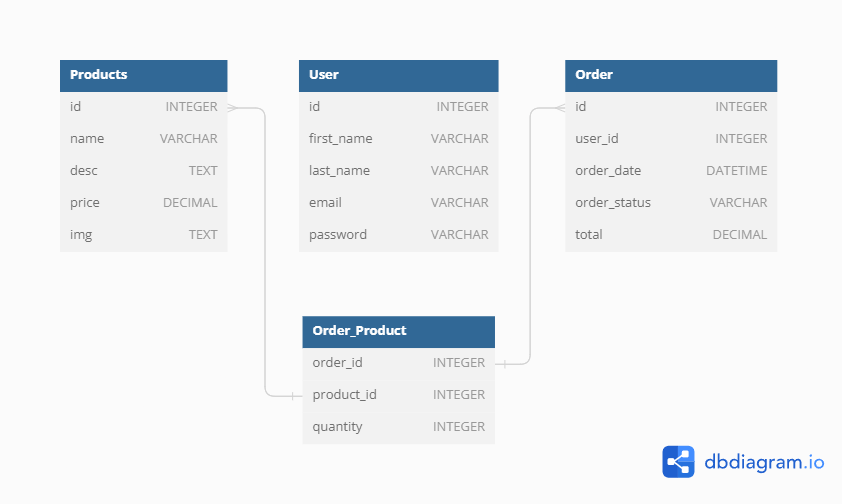 Products
id INTEGER
name VARCHAR
desc TEXT
price DECIMAL
img TEXT
User
id INTEGER
first_name VARCHAR
last_name VARCHAR
email VARCHAR
password VARCHAR
Order
id INTEGER
user_id INTEGER
order_date DATETIME
order_status VARCHAR
total DECIMAL
Order_Product
order_id INTEGER
product_id INTEGER
quantity INTEGER
dbdiagram.io